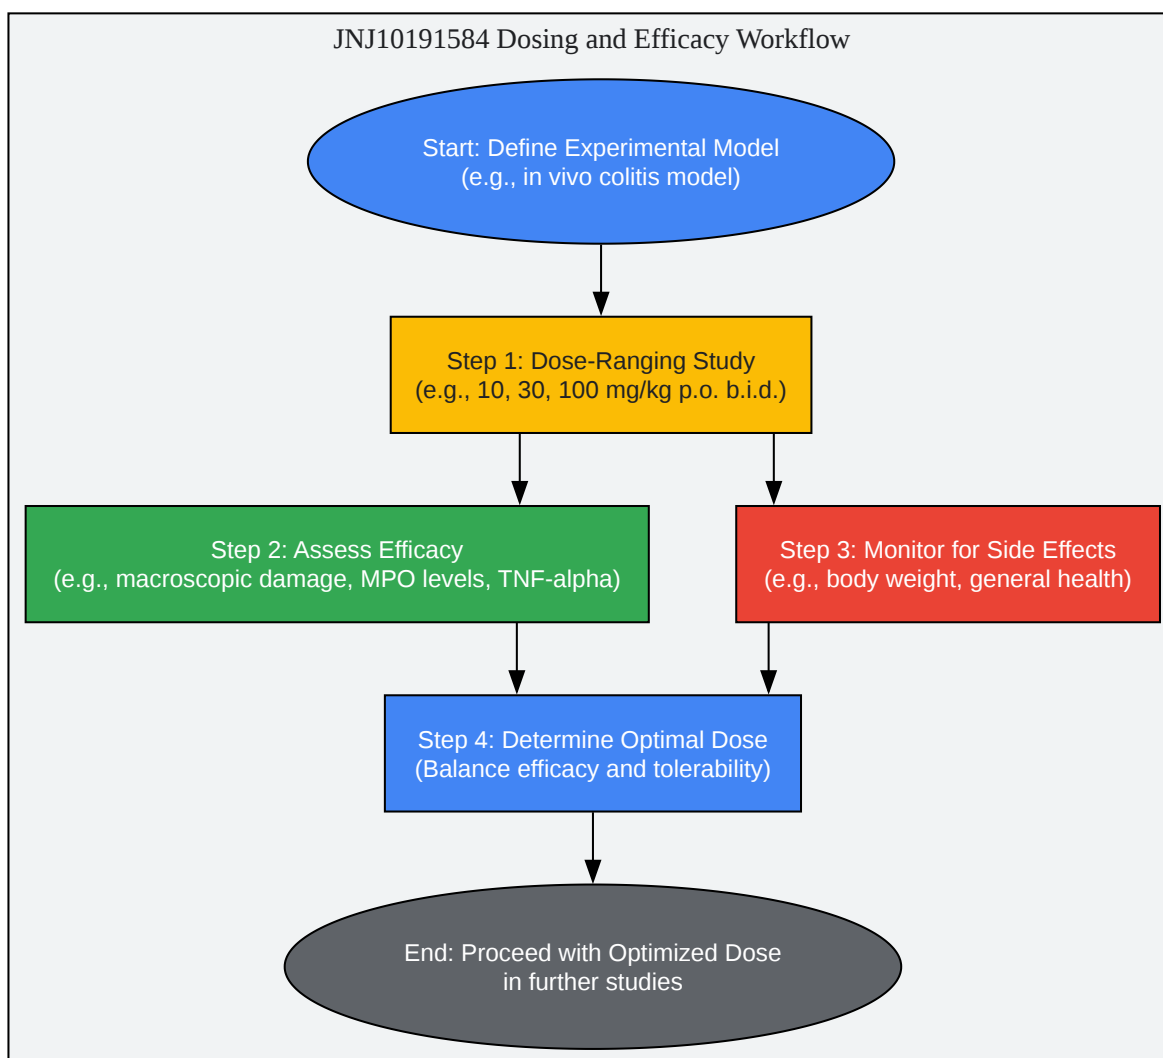 JNJ10191584 Dosing and Efficacy Workflow
Start: Define Experimental Model
(e.g., in vivo colitis model)
Step 1: Dose-Ranging Study
(e.g., 10, 30, 100 mg/kg p.o. b.i.d.)
Step 2: Assess Efficacy
(e.g., macroscopic damage, MPO levels, TNF-alpha)
Step 3: Monitor for Side Effects
(e.g., body weight, general health)
Step 4: Determine Optimal Dose
(Balance efficacy and tolerability)
End: Proceed with Optimized Dose
in further studies